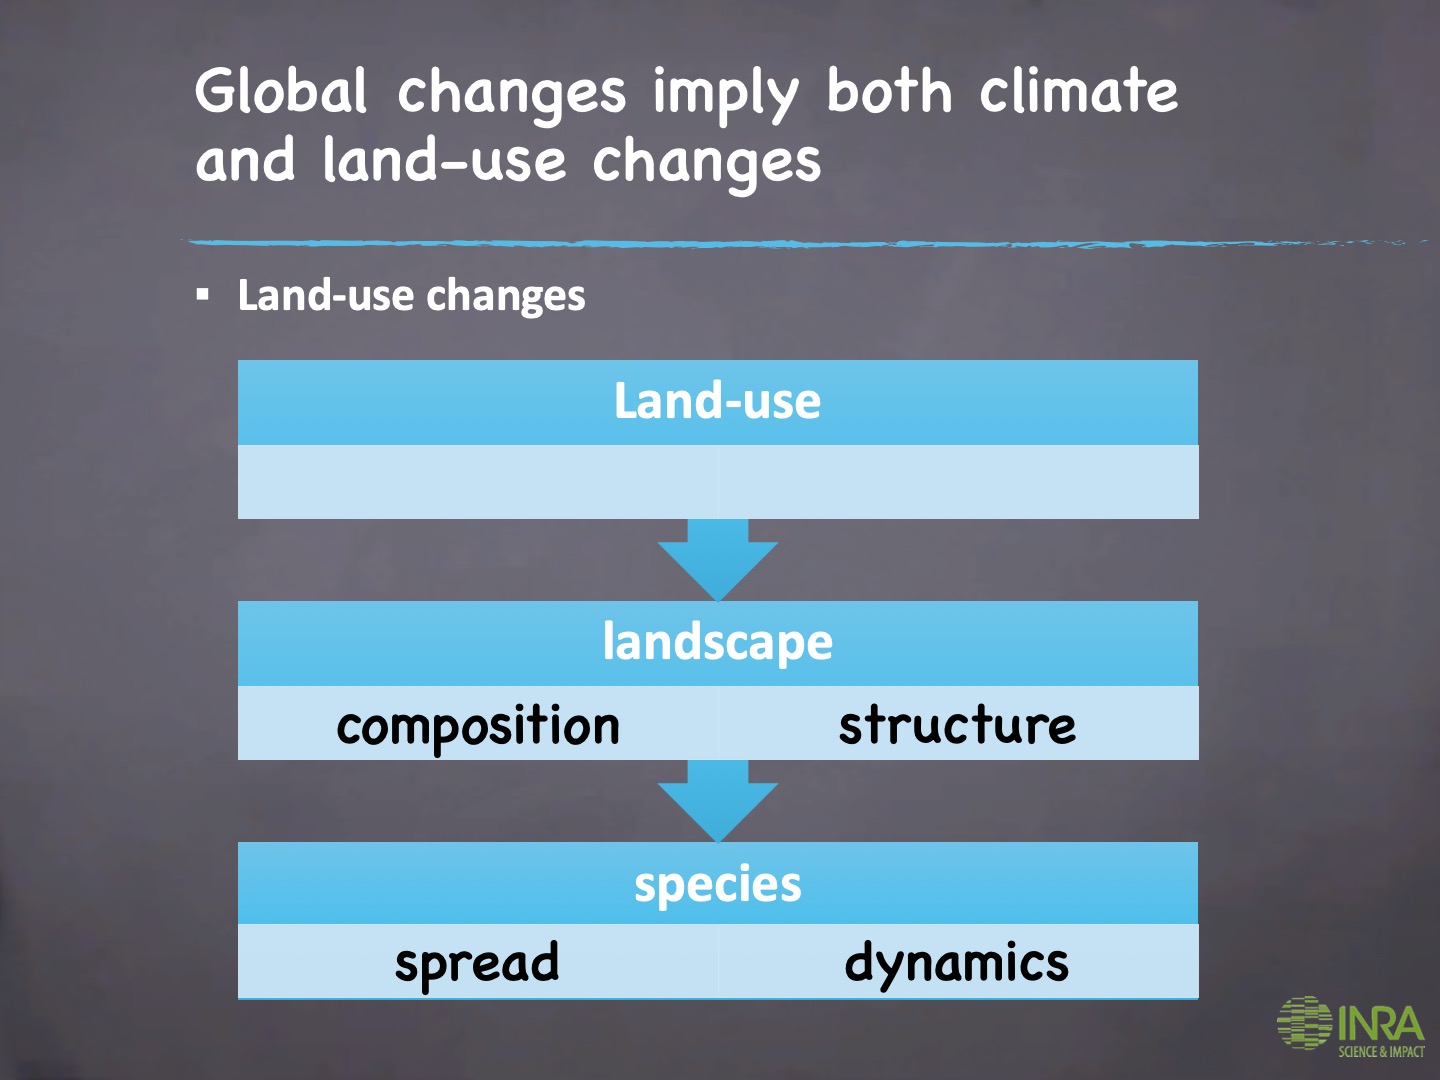 Global changes imply both climate
and land-use changes
▪ Land-use changes
Land-use
landscape
composition structure
species
spread dynamics
INRA
SCIENCE & IMPACT